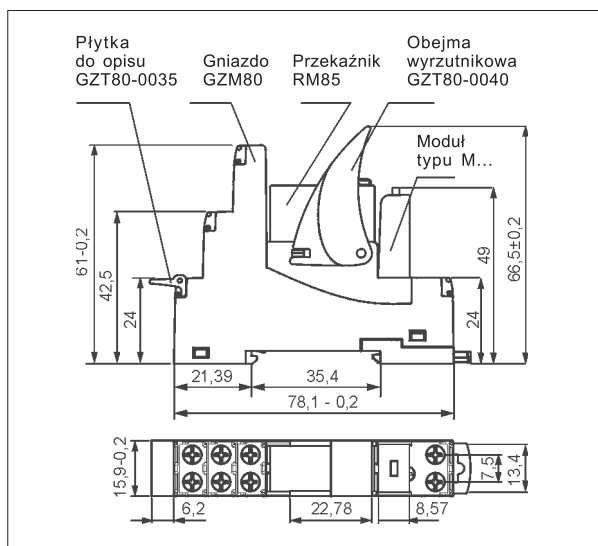 Płytka
do opisu
GZT80-0035
Gniazdo
GZM80
Przekaźnik
RM85
Obejma
wyrzutnikowa
GZT80-0040
Moduł
typu M...
61-0,2
42,5
24
24
49
66,5±0,2
21,39
35,4
78,1 - 0,2
15,9-0,2
7,5
13,4
6,2
22,78
8,57